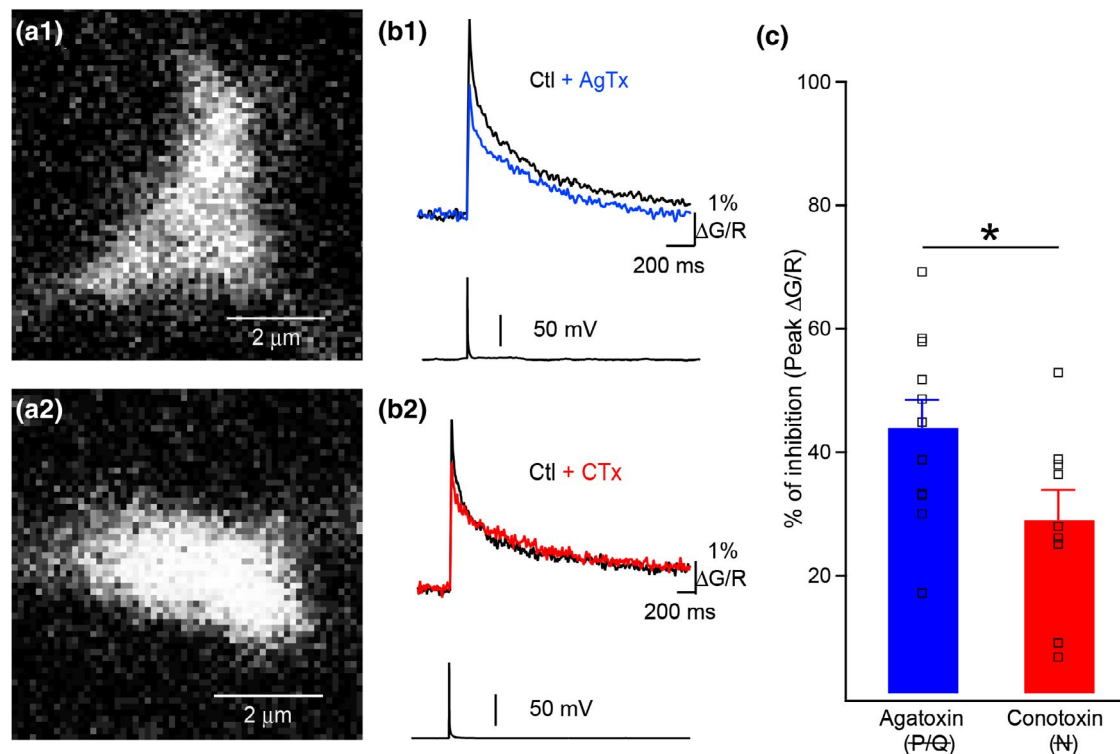 (a1)
2 μm
(b1)
Ctl + AgTx
1%
ΔG/R
200 ms
50 mV
(a2)
2 μm
(b2)
Ctl + CTx
1%
ΔG/R
200 ms
50 mV
(c)
% of inhibition (Peak ΔG/R)
100
80
60
40
20
*
Agatoxin
(P/Q)
Conotoxin
(N)